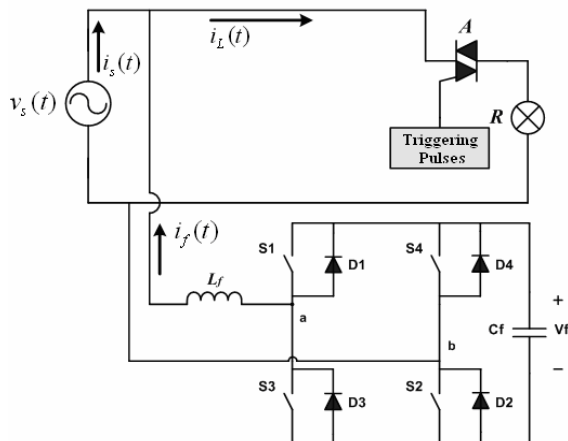 i_L(t)
A
i_s(t)
v_s(t)
R
Triggering
Pulses
i_f(t)
S1
D1
S4
D4
L_f
a
b
Cf
+
Vf
−
S3
D3
S2
D2